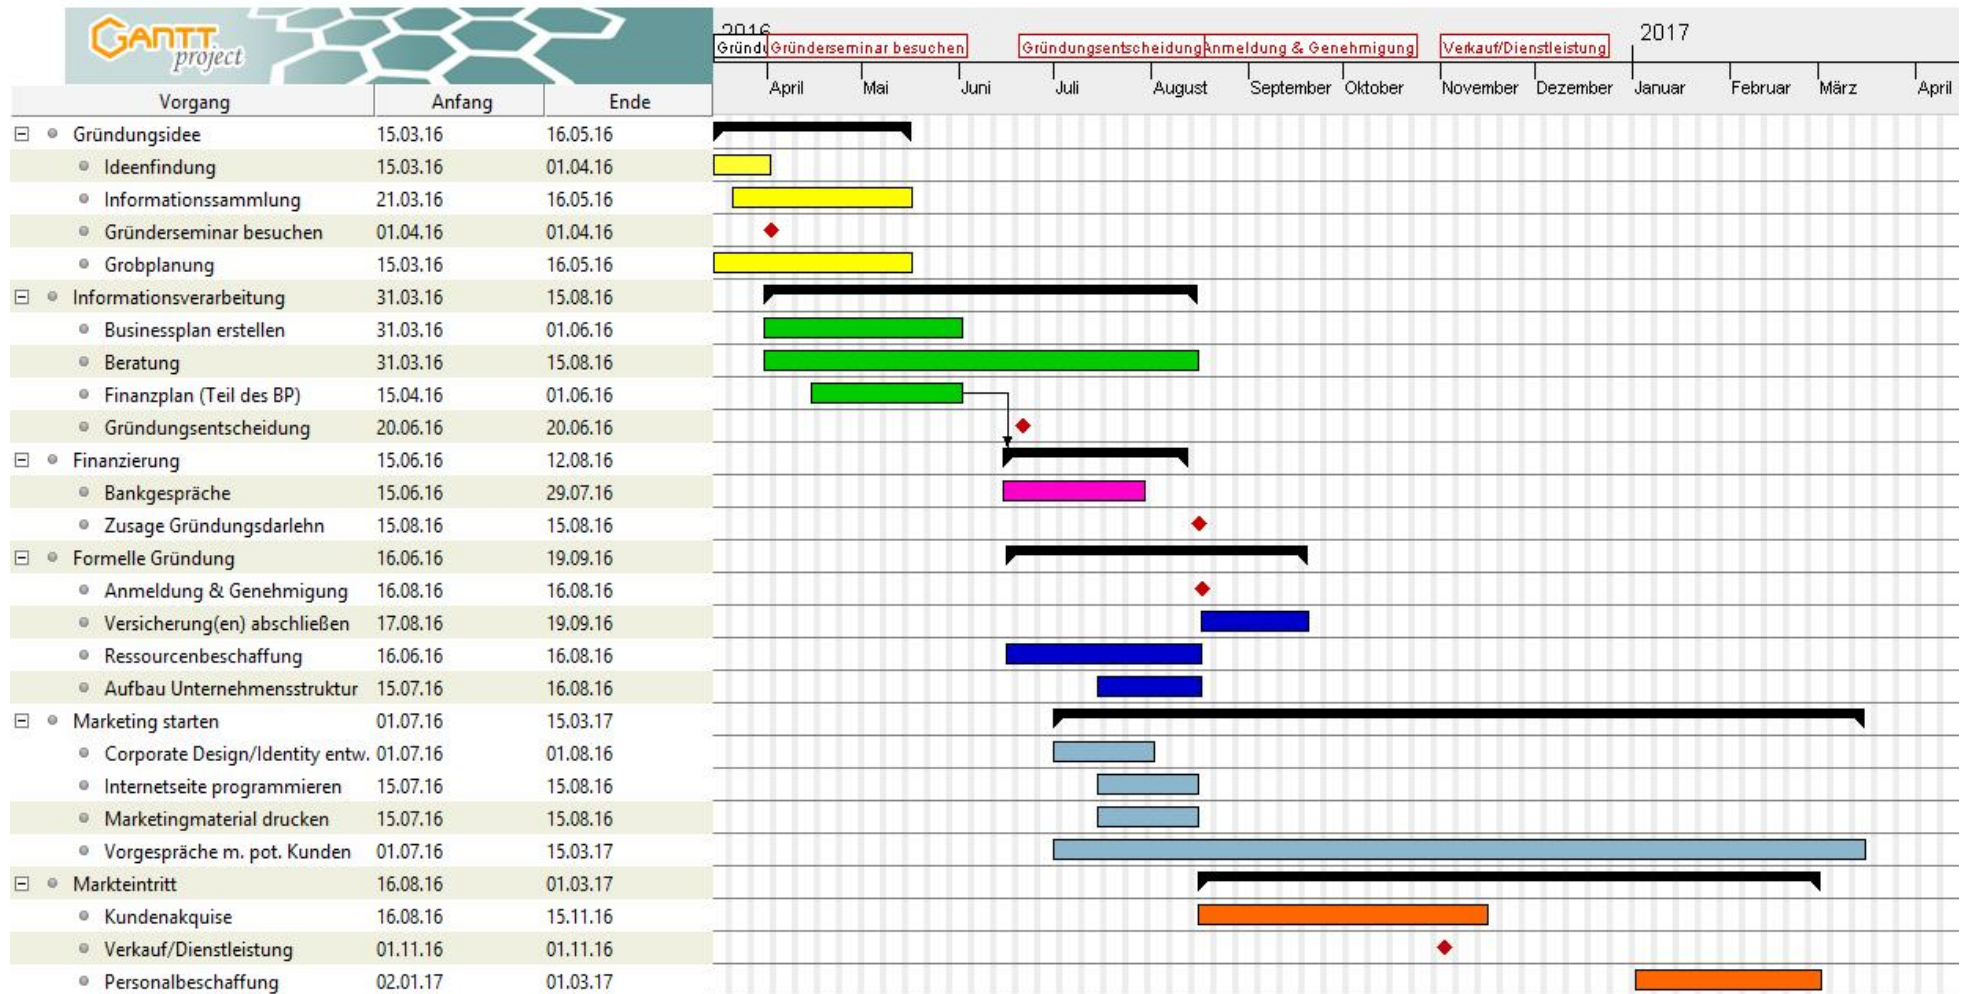 GANTT
project
2016
2017
Gründu
Gründerseminar besuchen
Gründungsentscheidung
Anmeldung & Genehmigung
Verkauf/Dienstleistung
April Mai Juni Juli August September Oktober November Dezember Januar Februar März April
Vorgang Anfang Ende
Gründungsidee 15.03.16 16.05.16
Ideenfindung 15.03.16 01.04.16
Informationssammlung 21.03.16 16.05.16
Gründerseminar besuchen 01.04.16 01.04.16
Grobplanung 15.03.16 16.05.16
Informationsverarbeitung 31.03.16 15.08.16
Businessplan erstellen 31.03.16 01.06.16
Beratung 31.03.16 15.08.16
Finanzplan (Teil des BP) 15.04.16 01.06.16
Gründungsentscheidung 20.06.16 20.06.16
Finanzierung 15.06.16 12.08.16
Bankgespräche 15.06.16 29.07.16
Zusage Gründungsdarlehn 15.08.16 15.08.16
Formelle Gründung 16.06.16 19.09.16
Anmeldung & Genehmigung 16.08.16 16.08.16
Versicherung(en) abschließen 17.08.16 19.09.16
Ressourcenbeschaffung 16.06.16 16.08.16
Aufbau Unternehmensstruktur 15.07.16 16.08.16
Marketing starten 01.07.16 15.03.17
Corporate Design/Identity entw. 01.07.16 01.08.16
Internetseite programmieren 15.07.16 15.08.16
Marketingmaterial drucken 15.07.16 15.08.16
Vorgespräche m. pot. Kunden 01.07.16 15.03.17
Markteintritt 16.08.16 01.03.17
Kundenakquise 16.08.16 15.11.16
Verkauf/Dienstleistung 01.11.16 01.11.16
Personalbeschaffung 02.01.17 01.03.17